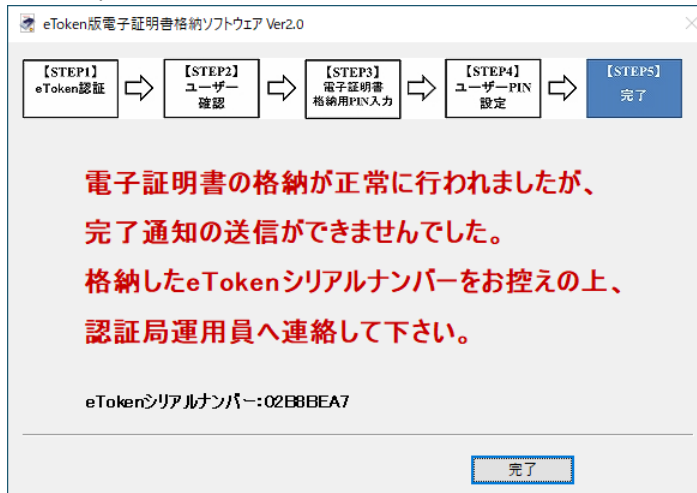 eToken版電子証明書格納ソフトウェア Ver2.0
【STEP1】
eToken認証
【STEP2】
ユーザー
確認
【STEP3】
電子証明書
格納用PIN入力
【STEP4】
ユーザーPIN
設定
【STEP5】
完了
電子証明書の格納が正常に行われましたが、
完了通知の送信ができませんでした。
格納したeTokenシリアルナンバーをお控えの上、
認証局運用員へ連絡して下さい。
eTokenシリアルナンバー:02B8BEA7
完了